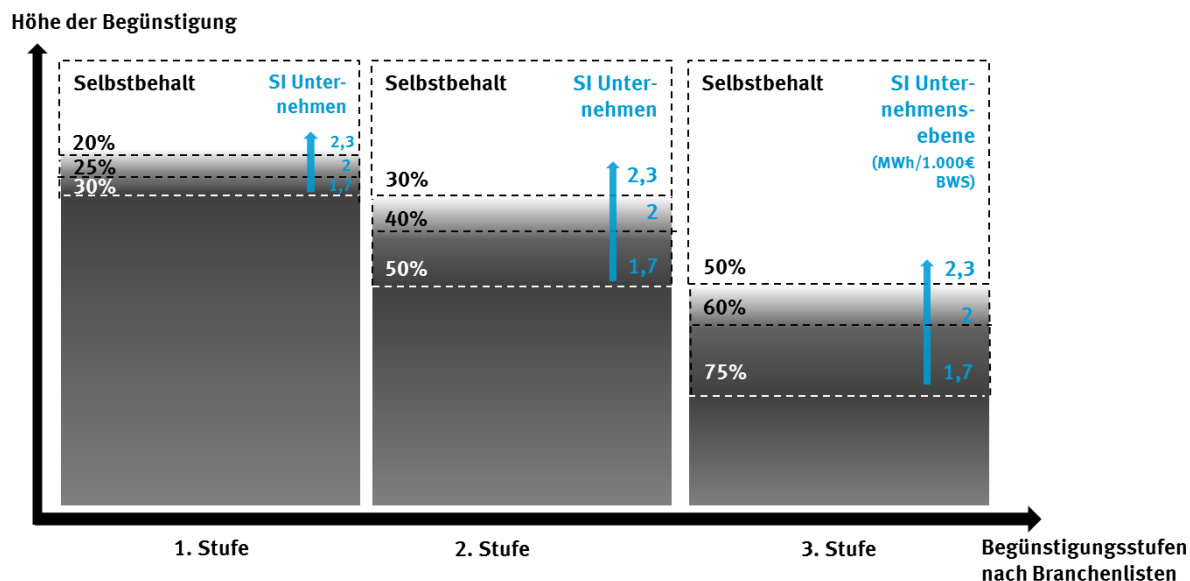 Höhe der Begünstigung
Selbstbehalt
SI Unter-
nehmen
20%
2,3
25%
2
30%
1,7
Selbstbehalt
SI Unter-
nehmen
30%
2,3
40%
2
50%
1,7
Selbstbehalt
SI Unter-
nehmens-
ebene
(MWh/1.000€
BWS)
50%
2,3
60%
2
75%
1,7
1. Stufe
2. Stufe
3. Stufe
Begünstigungsstufen
nach Branchenlisten